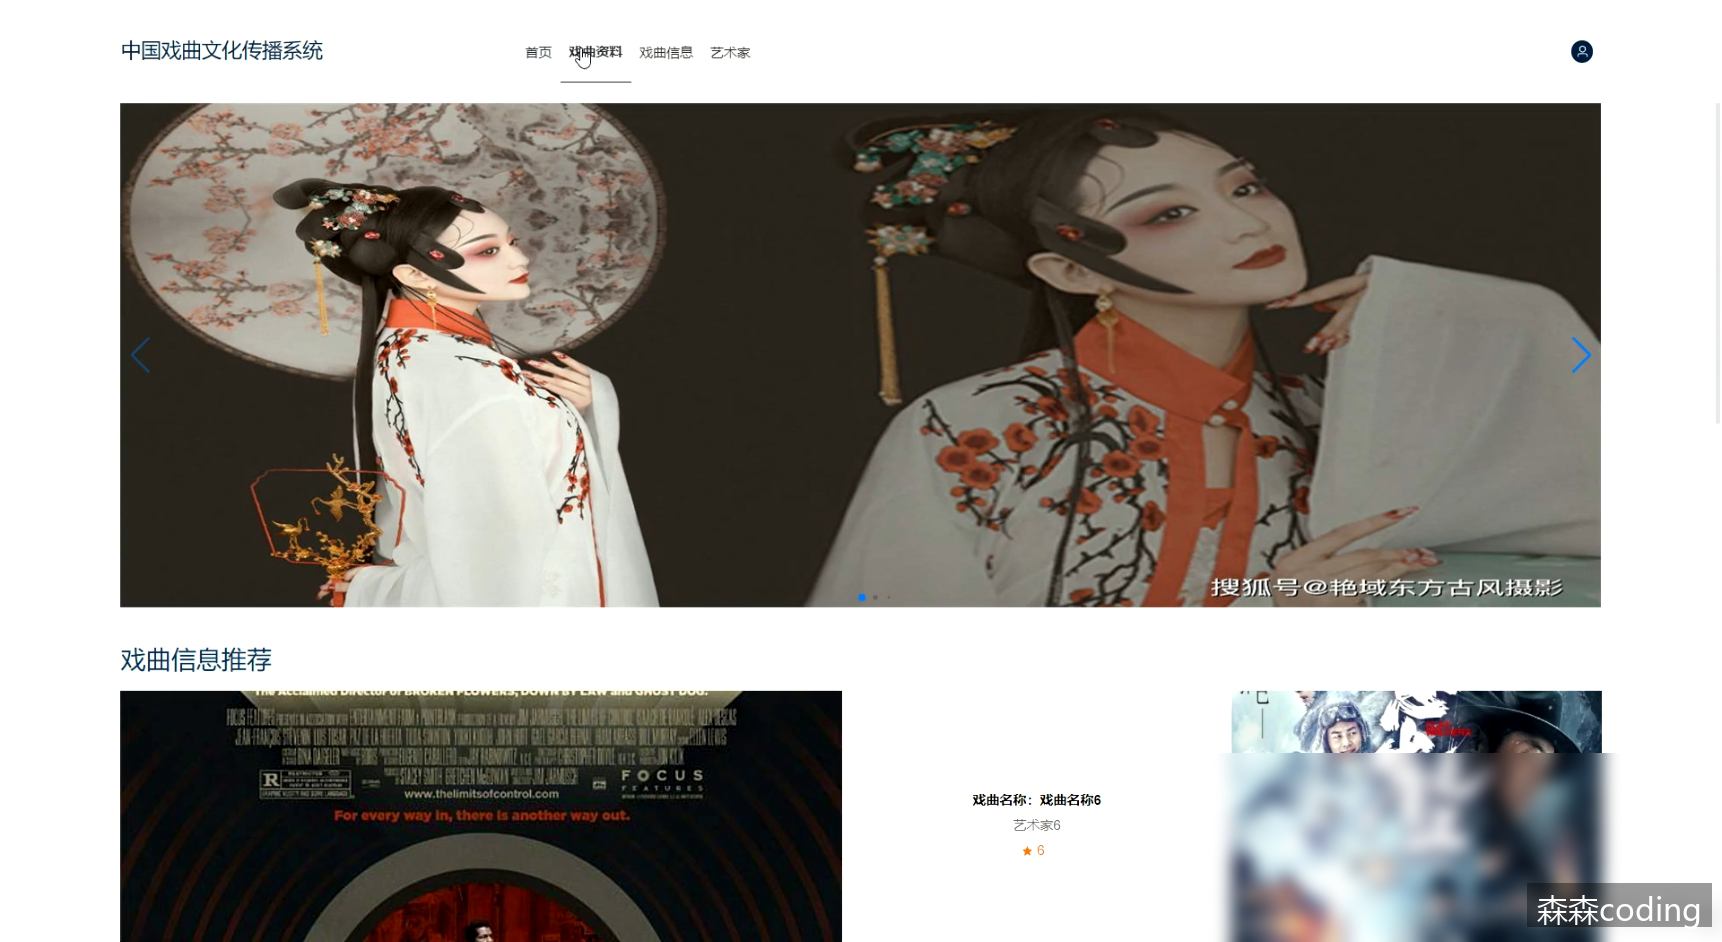 中国戏曲文化传播系统
首页 戏曲资料 戏曲信息 艺术家
搜狐号@艳域东方古风摄影
戏曲信息推荐
The Acclaimed Director of BROKEN FLOWERS, DOWN BY LAW and GHOST DOG.
R RESTRICTED
FOCUS
FEATURES
www.thelimitsofcontrol.com
For every way in, there is another way out.
戏曲名称：戏曲名称6
艺术家6
★ 6
森森coding